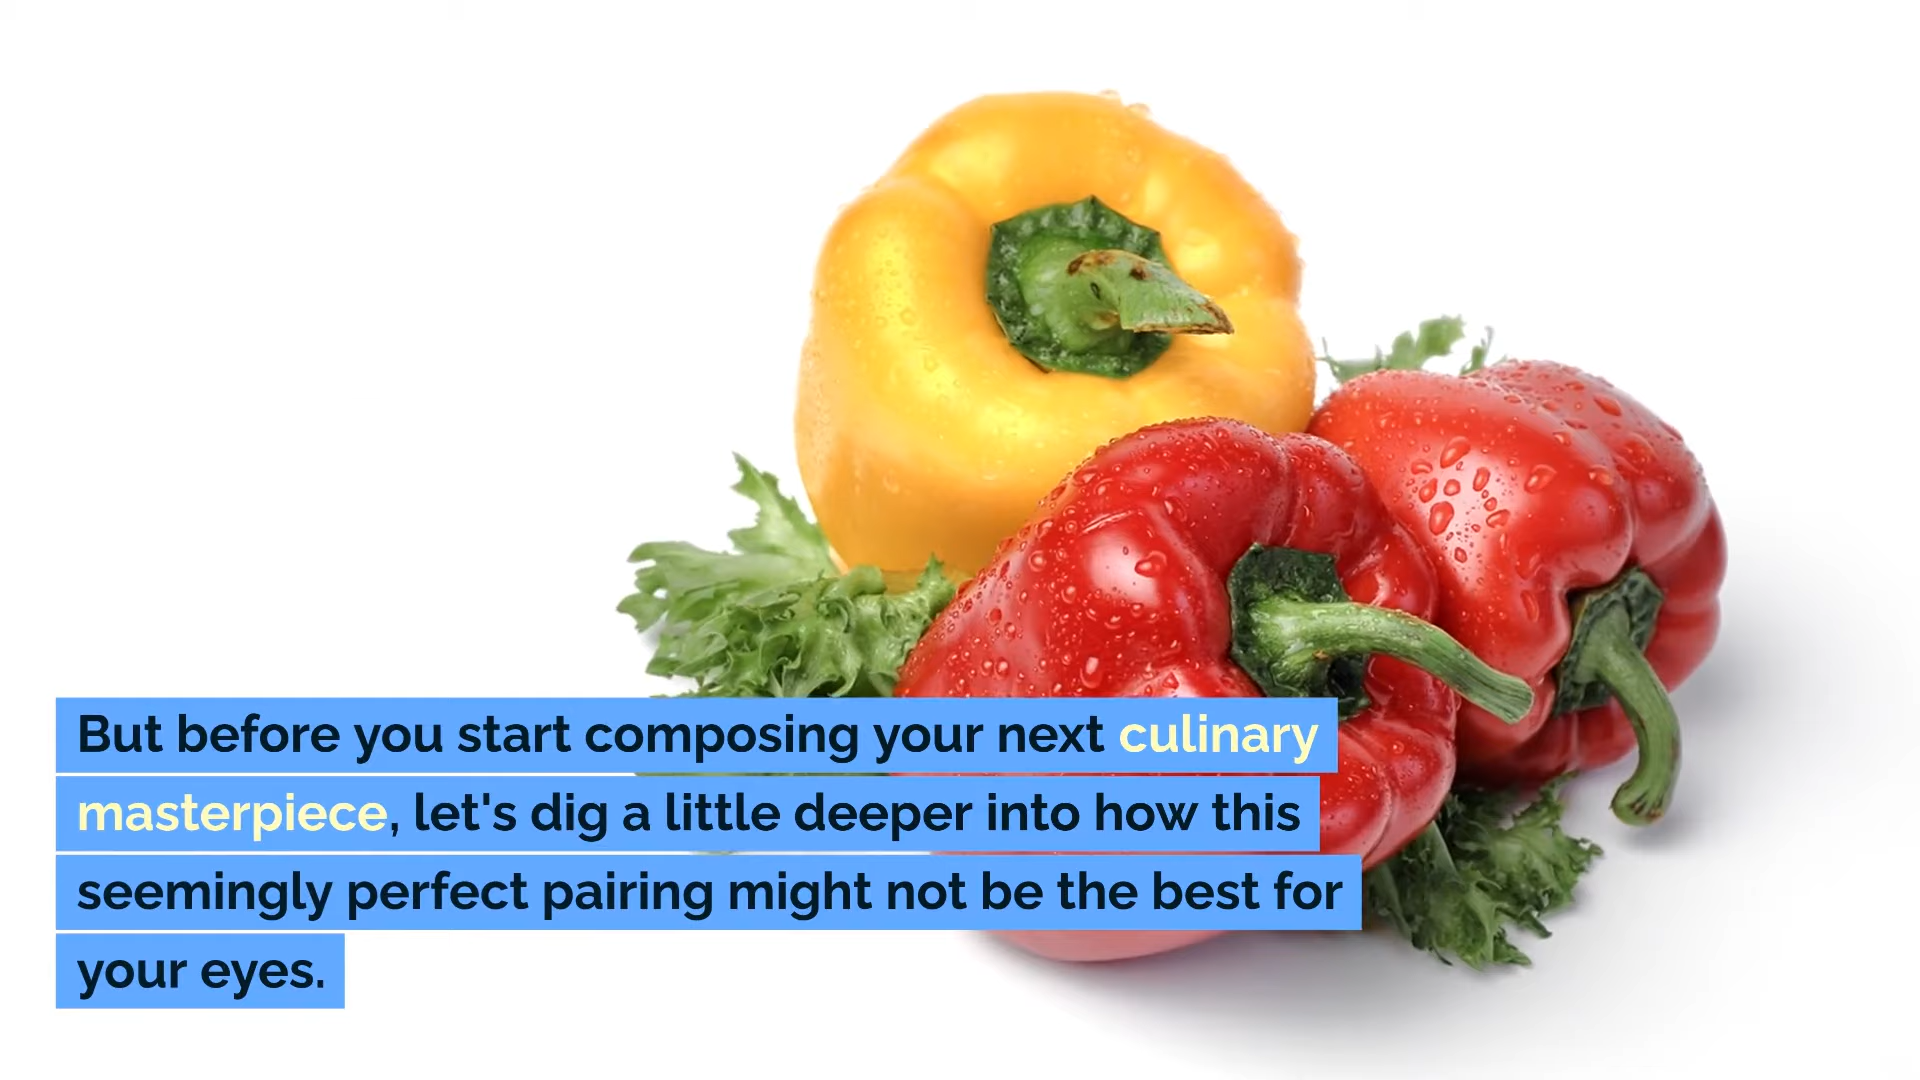 But before you start composing your next culinary
masterpiece, let's dig a little deeper into how this
seemingly perfect pairing might not be the best for
your eyes.